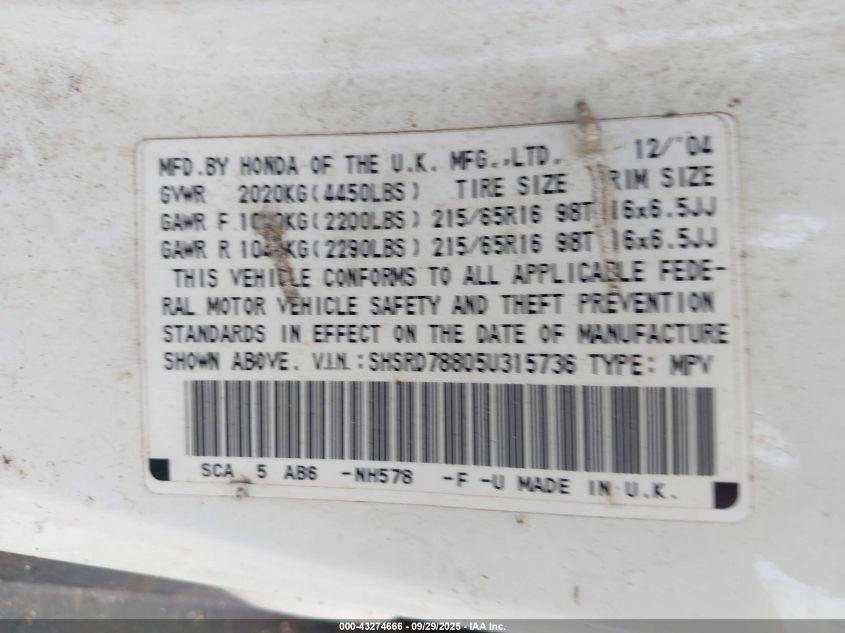 MFD.BY HONDA OF THE U.K. MFG.,LTD. 12/'04
GVWR 2020KG(4450LBS) TIRE SIZE RIM SIZE
GAWR F KG(2200LBS) 215/65R16 98T 16x6.5JJ
GAWR R KG(2290LBS) 215/65R16 98T 16x6.5JJ
THIS VEHICLE CONFORMS TO ALL APPLICABLE FEDE-
RAL MOTOR VEHICLE SAFETY AND THEFT PREVENTION
STANDARDS IN EFFECT ON THE DATE OF MANUFACTURE
SHOWN ABOVE. V.I.N.:SHSRD78805U315736 TYPE: MPV
SCA 5 AB6 -NH578 -F -U MADE IN U.K.
000-43274666 - 09/29/2025 - IAA Inc.